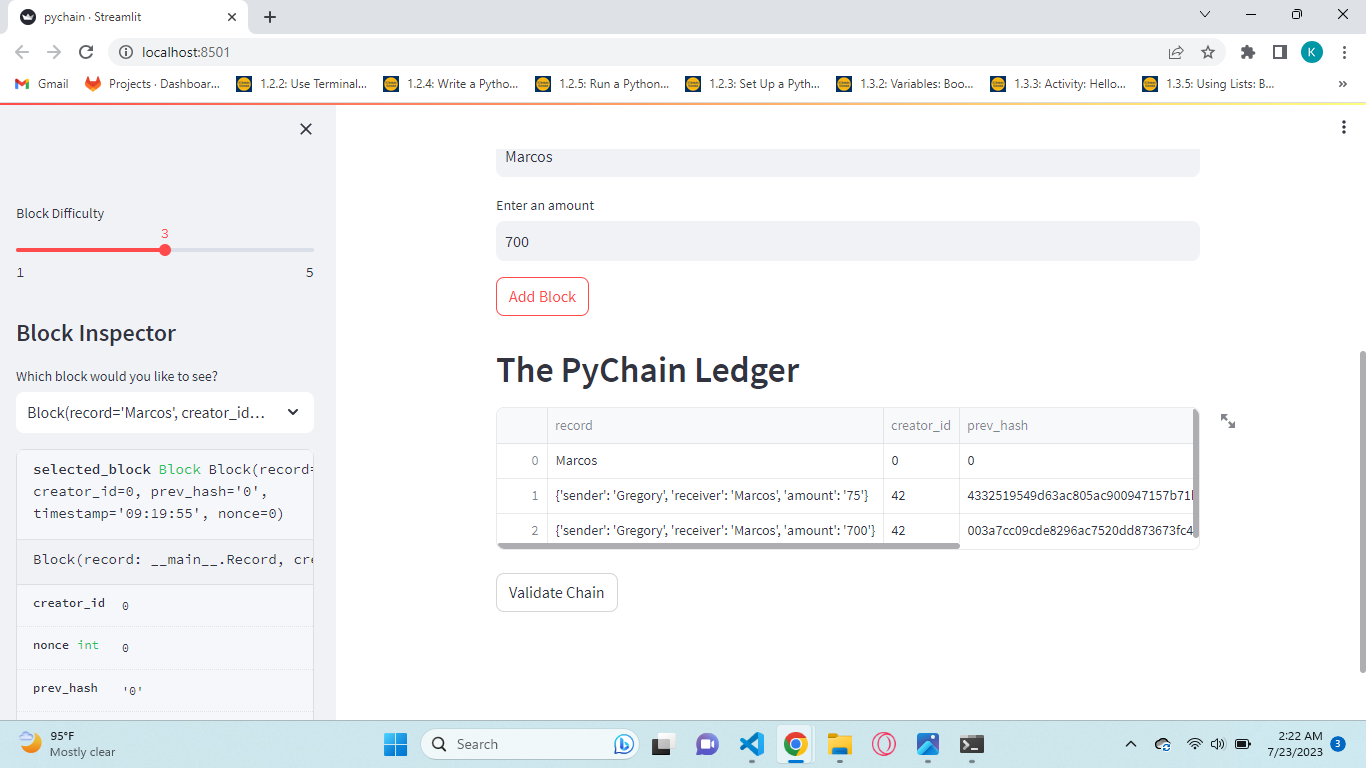 pychain · Streamlit
localhost:8501
K
Gmail
Projects · Dashboar...
1.2.2: Use Terminal...
1.2.4: Write a Pytho...
1.2.5: Run a Python...
1.2.3: Set Up a Pyth...
1.3.2: Variables: Boo...
1.3.3: Activity: Hello...
1.3.5: Using Lists: B...
»
Block Difficulty
3
1 5
Block Inspector
Which block would you like to see?
Block(record='Marcos', creator_id...
selected_block Block Block(record=
creator_id=0, prev_hash='0',
timestamp='09:19:55', nonce=0)
Block(record: __main__.Record, cre
creator_id 0
nonce int 0
prev_hash '0'
Marcos
Enter an amount
700
Add Block
The PyChain Ledger
record creator_id prev_hash
0 Marcos 0 0
1 {'sender': 'Gregory', 'receiver': 'Marcos', 'amount': '75'} 42 4332519549d63ac805ac900947157b71
2 {'sender': 'Gregory', 'receiver': 'Marcos', 'amount': '700'} 42 003a7cc09cde8296ac7520dd873673fc4
Validate Chain
95°F
Mostly clear
Search
2:22 AM
7/23/2023
3